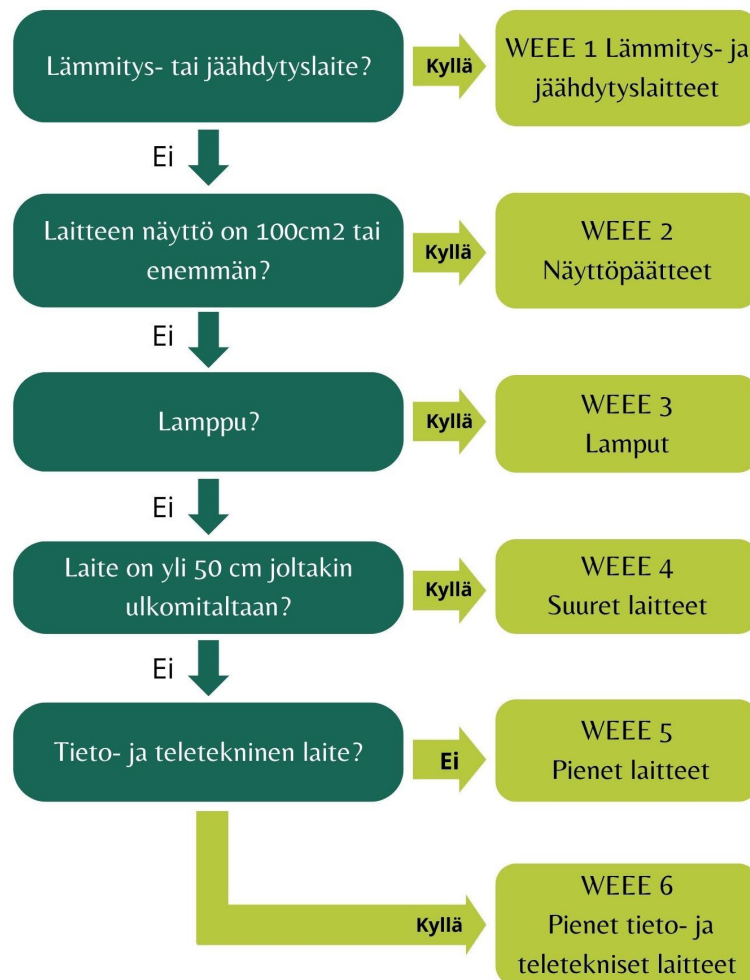 Lämmitys- tai jäähdytyslaite?
Kyllä
WEEE 1 Lämmitys- ja
jäähdytyslaitteet
Ei
Laitteen näyttö on 100cm2 tai
enemmän?
Kyllä
WEEE 2
Näyttöpäätteet
Ei
Lamppu?
Kyllä
WEEE 3
Lamput
Ei
Laite on yli 50 cm joltakin
ulkomitaltaan?
Kyllä
WEEE 4
Suuret laitteet
Ei
Tieto- ja teletekninen laite?
Ei
WEEE 5
Pienet laitteet
Kyllä
WEEE 6
Pienet tieto- ja
teletekniset laitteet